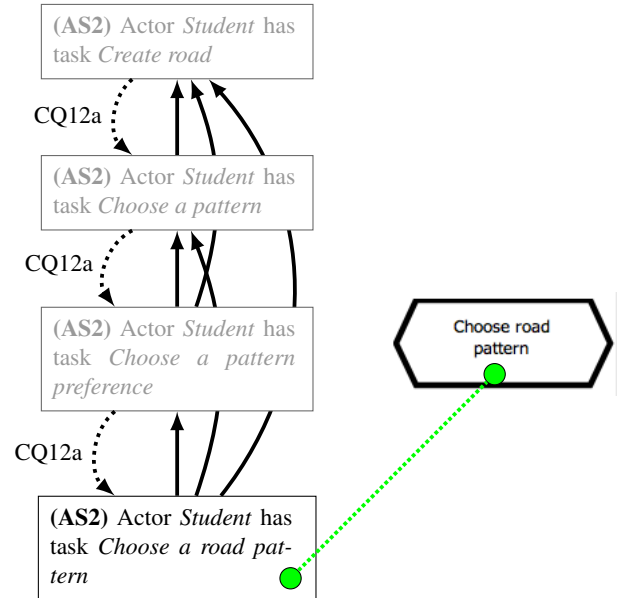 (AS2) Actor Student has
task Create road
CQ12a
(AS2) Actor Student has
task Choose a pattern
CQ12a
(AS2) Actor Student has
task Choose a pattern
preference
CQ12a
(AS2) Actor Student has
task Choose a road pat-
tern
Choose road
pattern